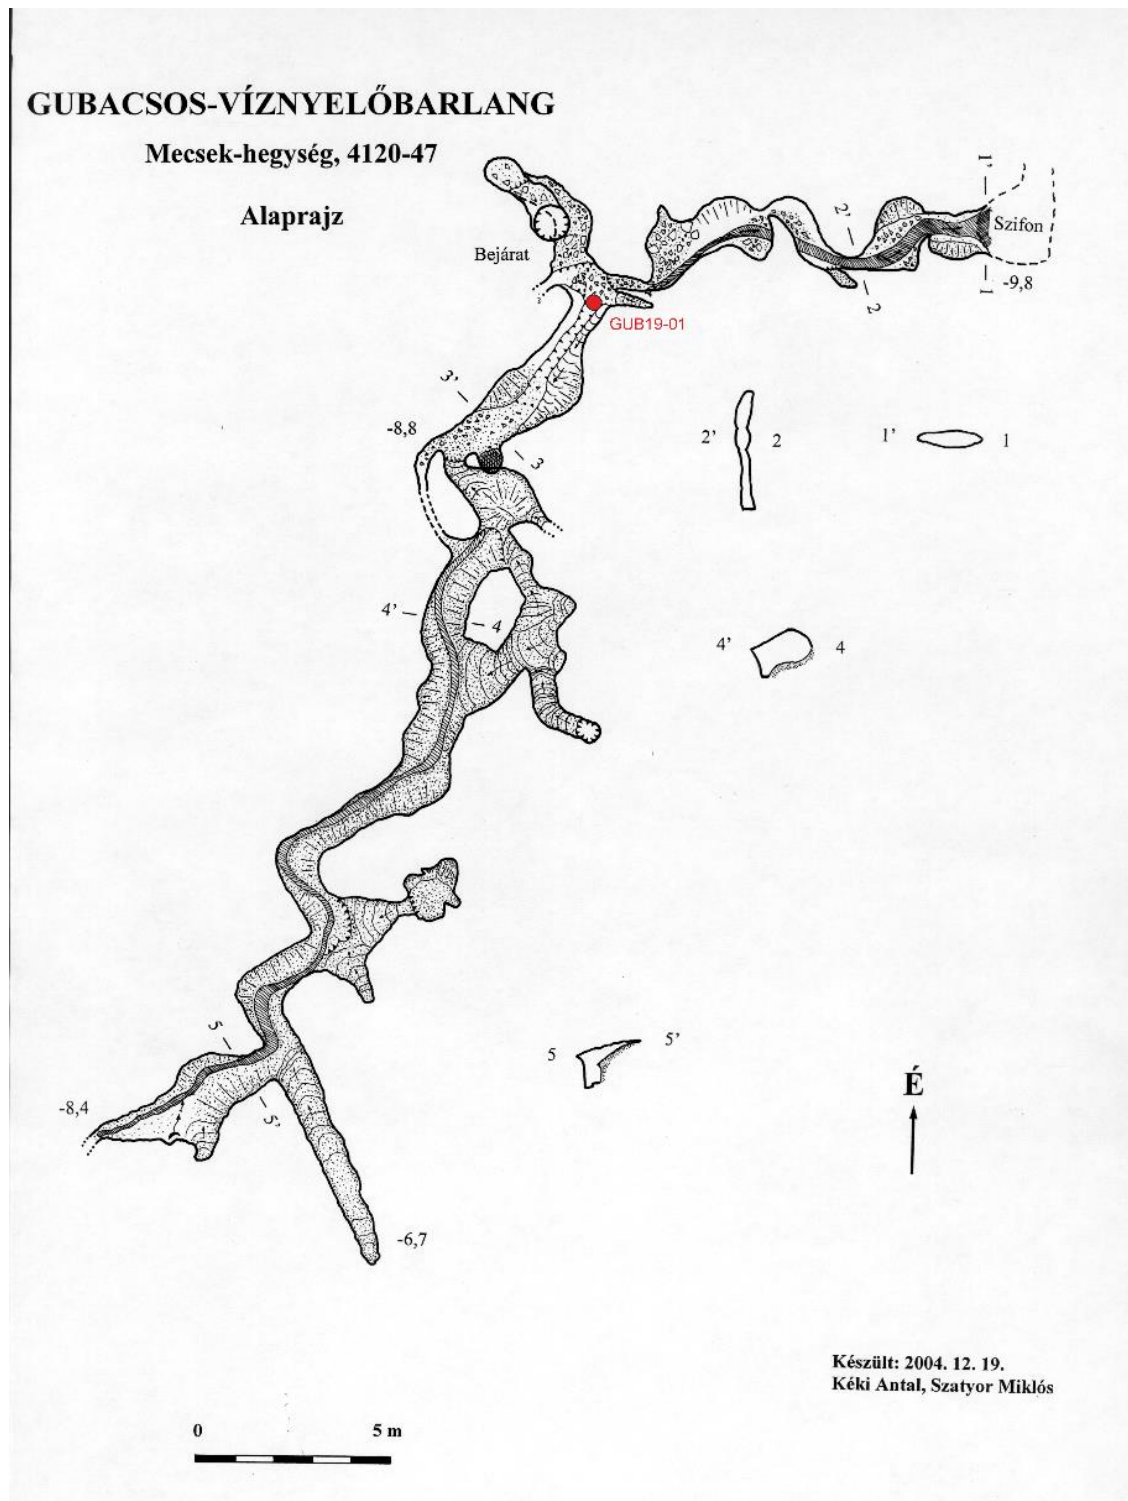 GUBACSOS-VÍZNYELŐBARLANG
Mecsek-hegység, 4120-47
Alaprajz
Bejárat
1'
Szifon
2'
-9,8
1
2
?
GUB19-01
3'
-8,8
3
2'
2
1'
1
4'
4
4'
4
5
5'
5
5'
-8,4
É
-6,7
Készült: 2004. 12. 19.
Kéki Antal, Szatyor Miklós
0
5 m